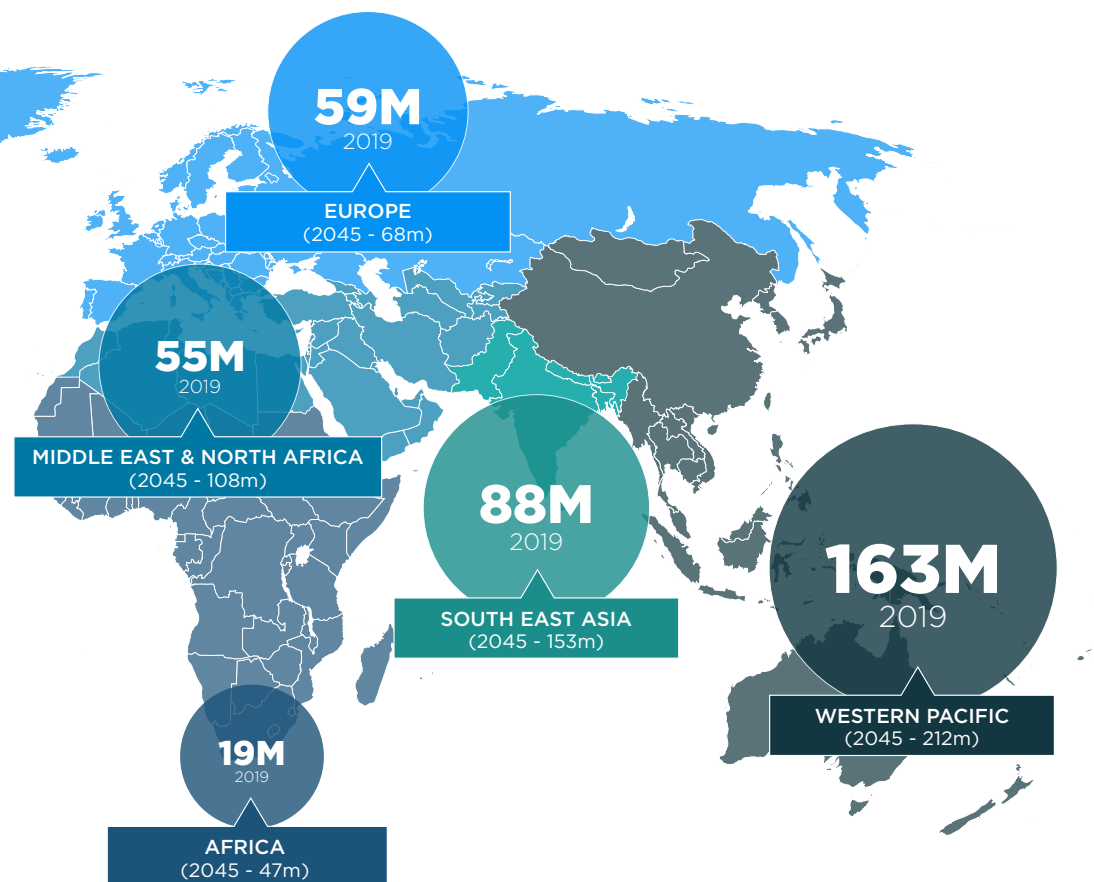 59M
2019
EUROPE
(2045 - 68m)
55M
2019
MIDDLE EAST & NORTH AFRICA
(2045 - 108m)
88M
2019
SOUTH EAST ASIA
(2045 - 153m)
163M
2019
WESTERN PACIFIC
(2045 - 212m)
19M
2019
AFRICA
(2045 - 47m)